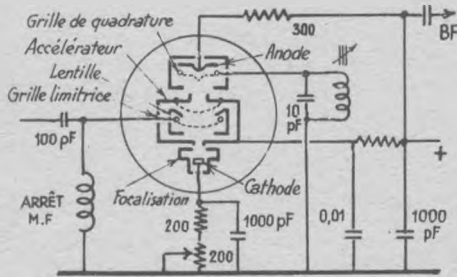 Grille de quadrature
Accélérateur
Lentille
Grille limitrice
Anode
300
BF
10
pF
100 pF
+
ARRÊT
M.F
Focalisation
Cathode
200
200
1000 pF
0,01
1000
pF